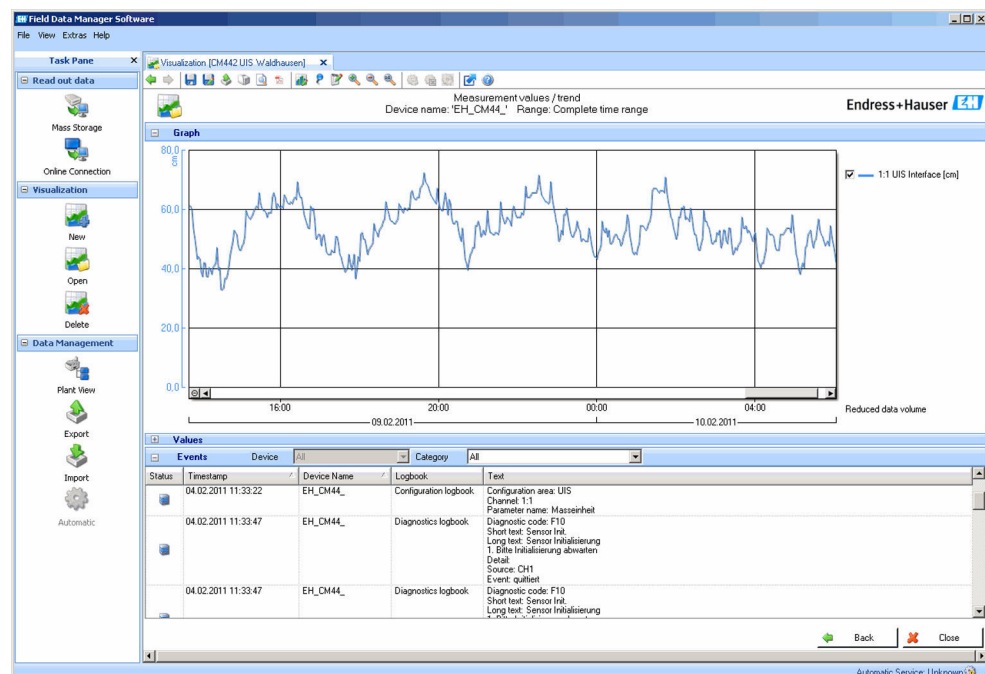 Field Data Manager Software
File View Extras Help
Task Pane X
Read out data
Mass Storage
Online Connection
Visualization
New
Open
Delete
Data Management
Plant View
Export
Import
Automatic
Visualization [CM442 UIS Waldhausen] X
Measurement values / trend
Device name: 'EH_CM44_' Range: Complete time range
Endress+Hauser EH
Graph
80,0
cm
60,0
40,0
20,0
0,0
16:00 20:00 00:00 04:00
09.02.2011 10.02.2011
1:1 UIS Interface [cm]
Reduced data volume
Values
Events Device All Category All
Status Timestamp Device Name Logbook Text
04.02.2011 11:33:22 EH_CM44_ Configuration logbook Configuration area: UIS
Channel: 1:1
Parameter name: Masseinheit
04.02.2011 11:33:47 EH_CM44_ Diagnostics logbook Diagnostic code: F10
Short text: Sensor Init.
Long text: Sensor Initialisierung
1. Bitte Initialisierung abwarten
Detail:
Source: CH1
Event: quittiert
04.02.2011 11:33:47 EH_CM44_ Diagnostics logbook Diagnostic code: F10
Short text: Sensor Init.
Long text: Sensor Initialisierung
Back Close
Automatic Service: Unknown